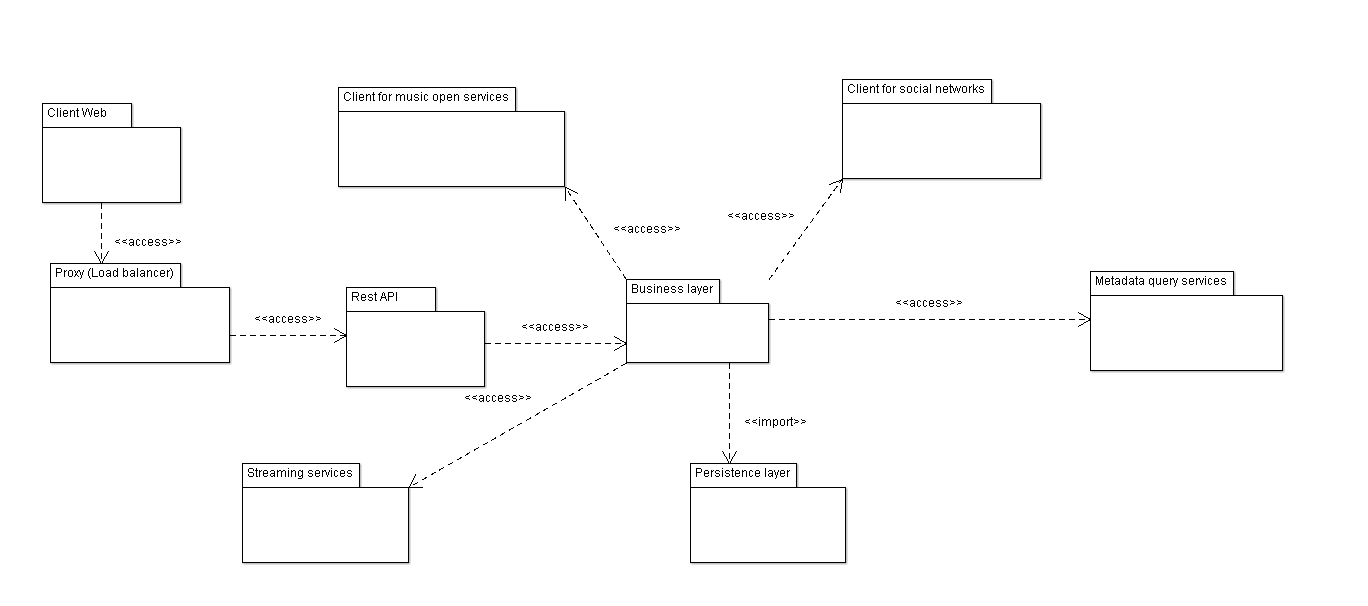 Client for social networks
Client for music open services
Client Web
<<access>>
<<access>>
<<access>>
Proxy (Load balancer)
Metadata query services
Business layer
Rest API
<<access>>
<<access>>
<<access>>
<<access>>
<<import>>
Streaming services
Persistence layer